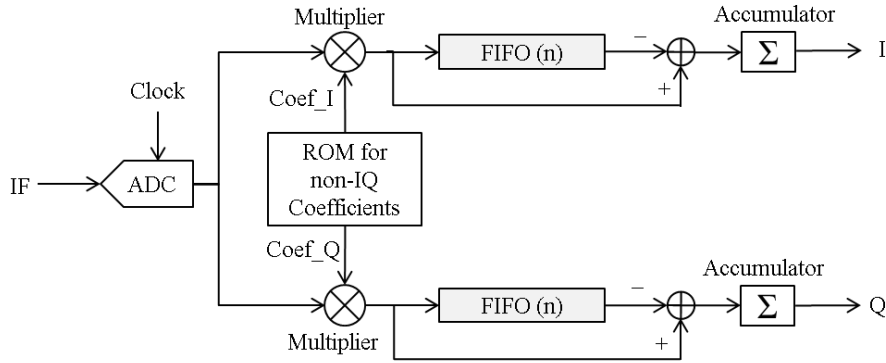 Multiplier
Accumulator
FIFO (n)
−
Σ
I
+
Coef_I
Clock
ROM for
non-IQ
Coefficients
IF
ADC
Coef_Q
Accumulator
FIFO (n)
−
Σ
Q
Multiplier
+